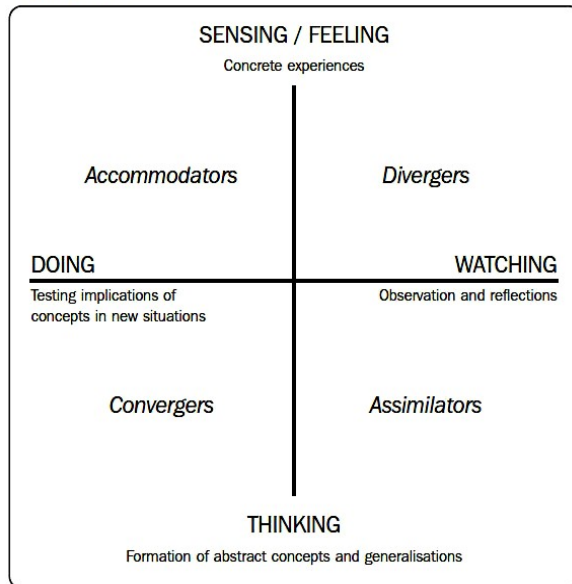 SENSING / FEELING
Concrete experiences
Accommodators
Divergers
DOING
WATCHING
Testing implications of
concepts in new situations
Observation and reflections
Convergers
Assimilators
THINKING
Formation of abstract concepts and generalisations